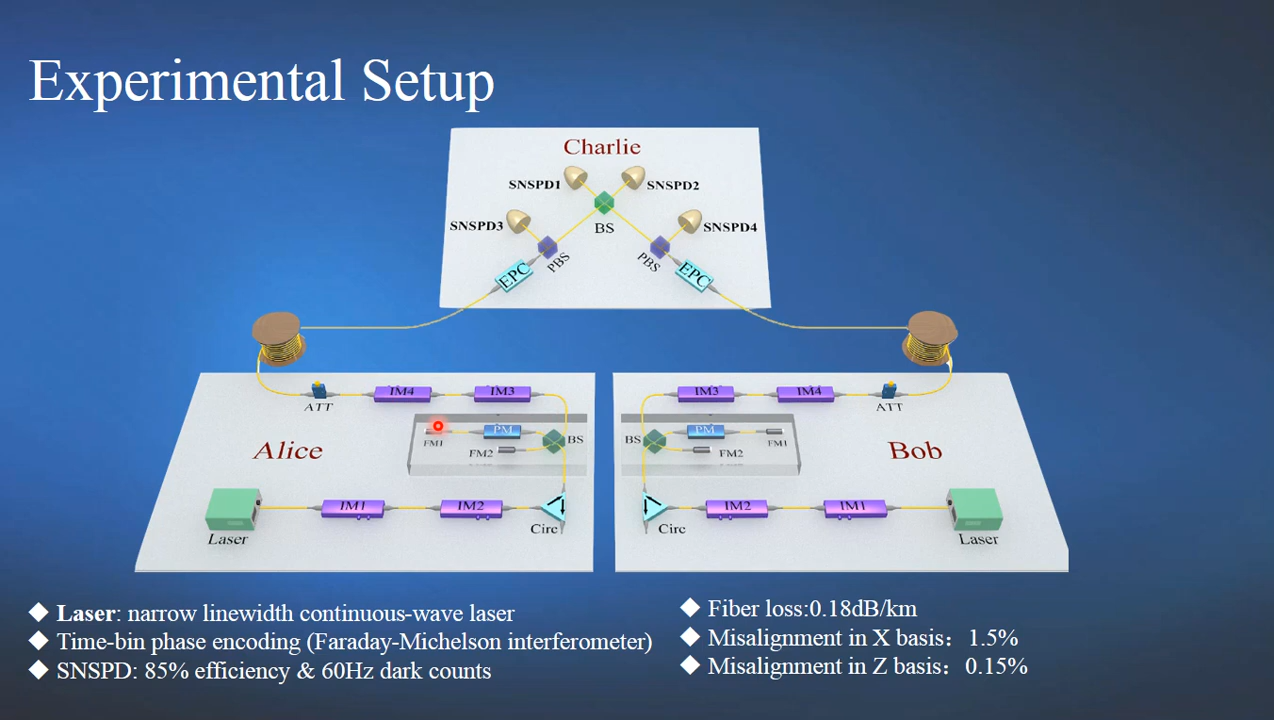 Experimental Setup
Charlie
SNSPD1
SNSPD2
SNSPD3
BS
SNSPD4
PBS
PBS
EPC
EPC
IM4
IM3
ATT
FM1
PM
BS
FM2
Alice
Laser
IM1
IM2
Circ
IM3
IM4
ATT
BS
PM
FM1
FM2
Bob
Circ
IM2
IM1
Laser
◆ Laser: narrow linewidth continuous-wave laser
◆ Time-bin phase encoding (Faraday-Michelson interferometer)
◆ SNSPD: 85% efficiency & 60Hz dark counts
◆ Fiber loss:0.18dB/km
◆ Misalignment in X basis：1.5%
◆ Misalignment in Z basis：0.15%